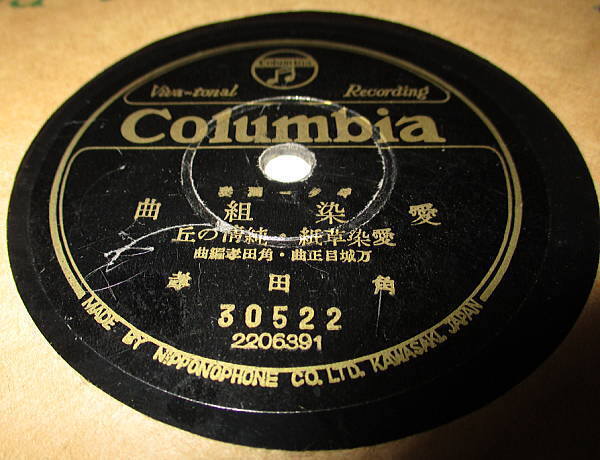 Columbia
Viva-tonal Recording
Columbia
ギター獨奏
愛染組曲
愛染草紙・純情の丘
万城目正曲・角田孝編曲
角田孝
30522
2206391
MADE BY NIPPONOPHONE CO. LTD. KAWASAKI, JAPAN